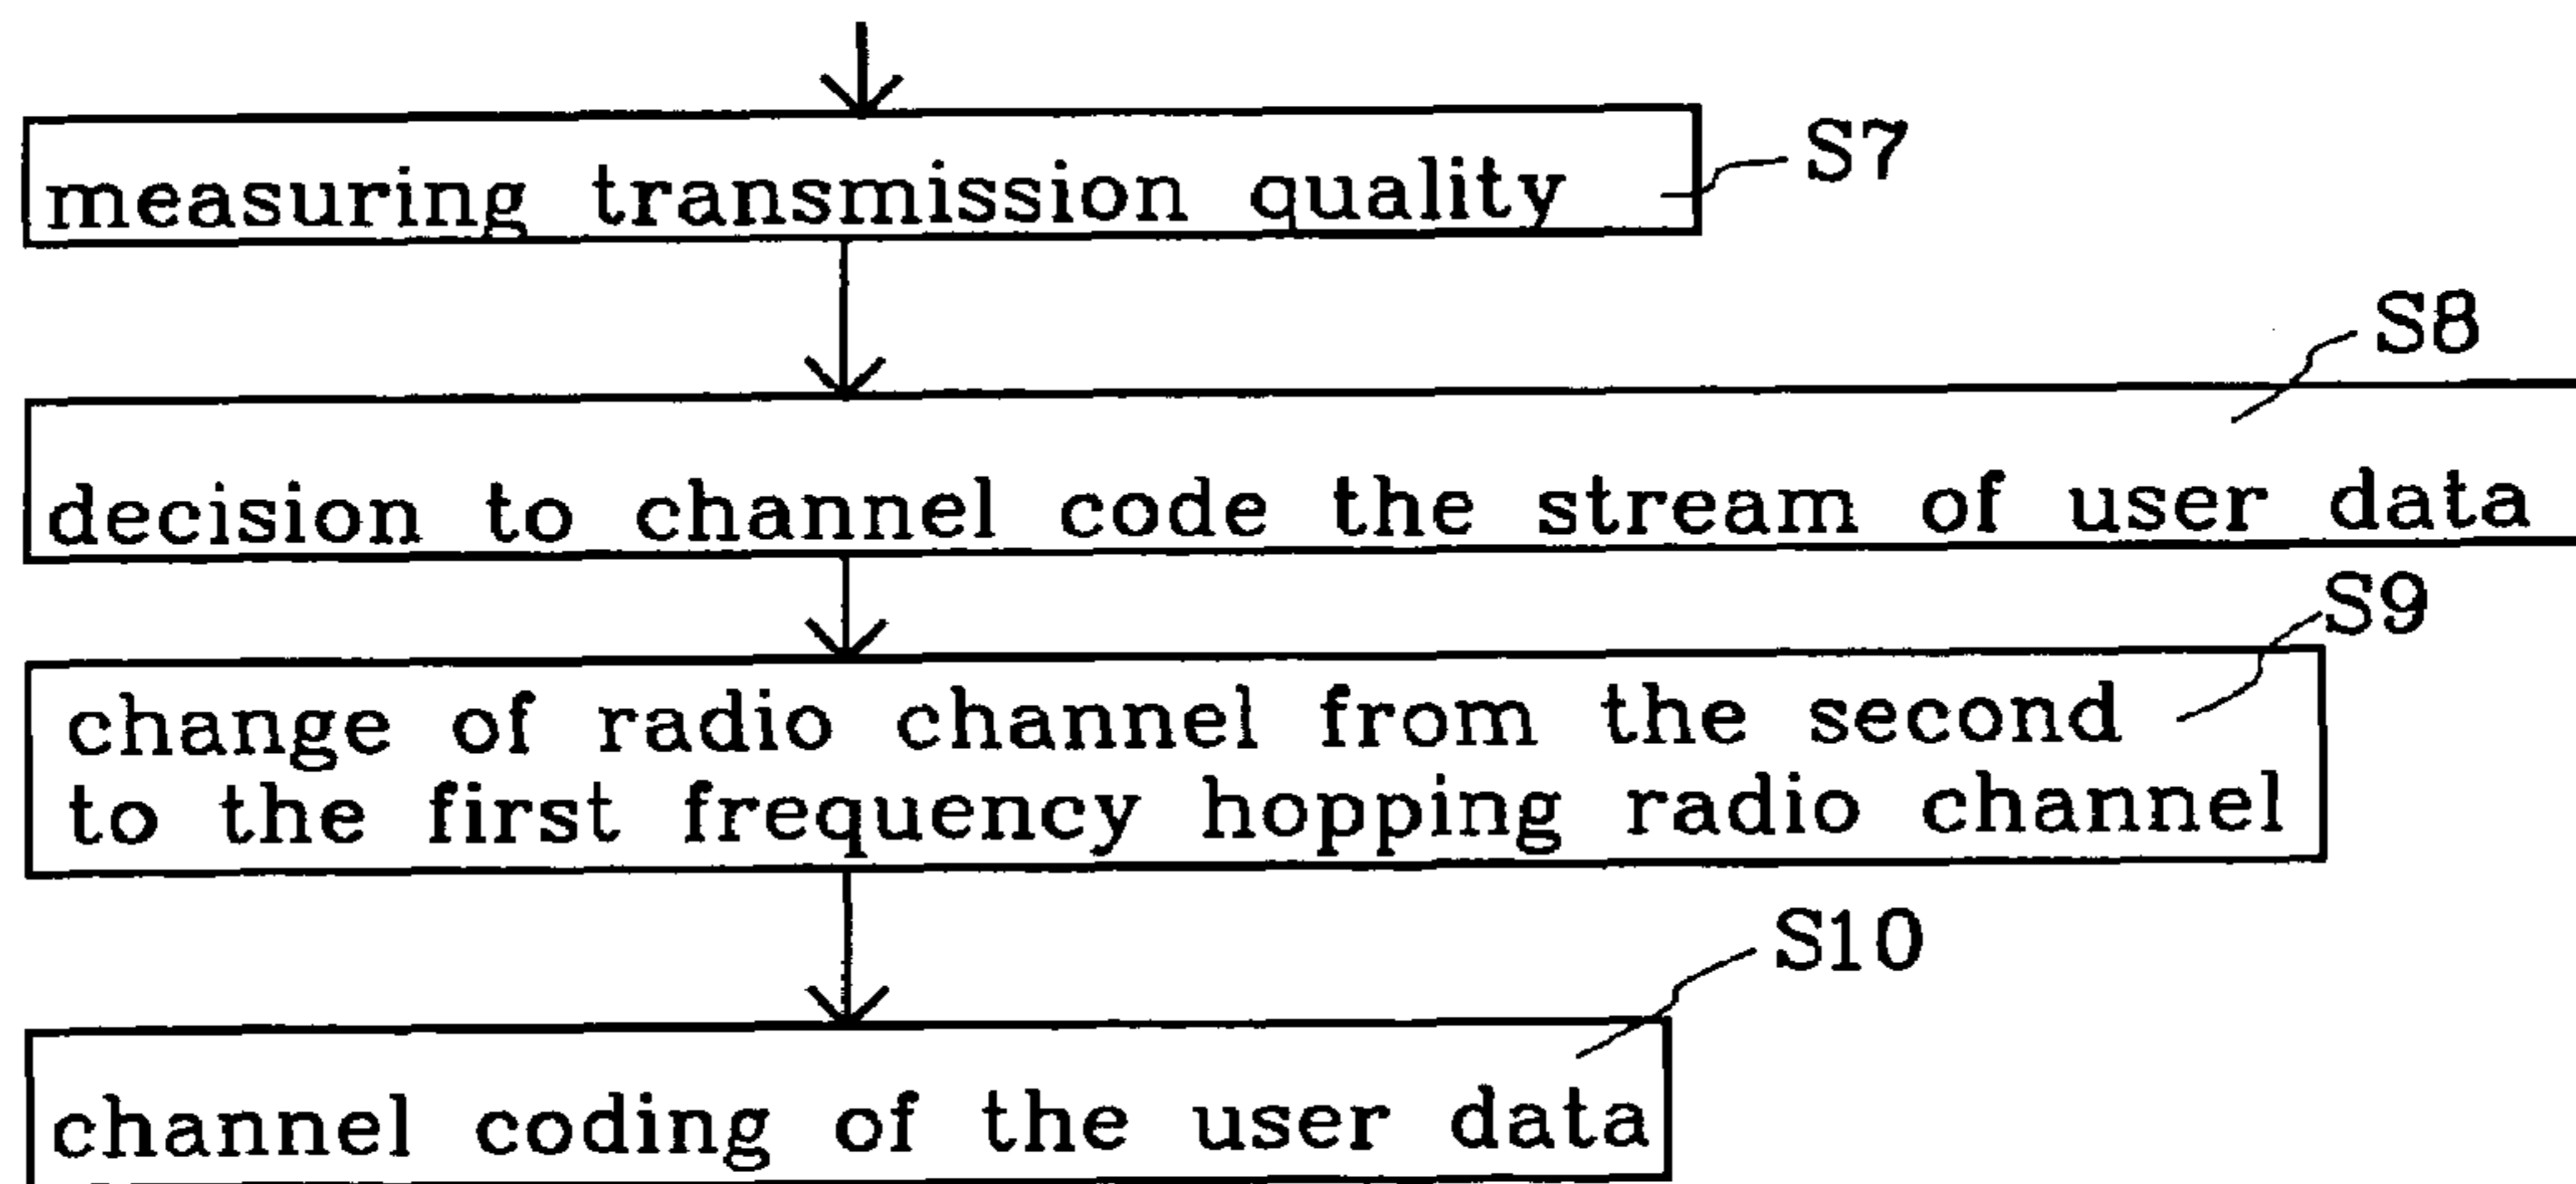 measuring transmission quality
S7
S8
decision to channel code the stream of user data
S9
change of radio channel from the second
to the first frequency hopping radio channel
S10
channel coding of the user data